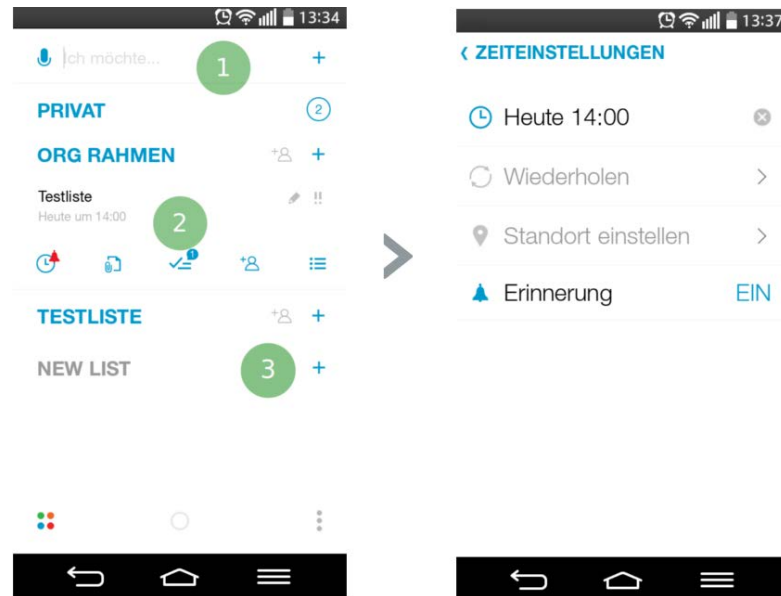 13:34
Ich möchte...
1
PRIVAT
2
ORG RAHMEN
Testliste
Heute um 14:00
2
1
TESTLISTE
NEW LIST
3
13:37
ZEITEINSTELLUNGEN
Heute 14:00
Wiederholen
Standort einstellen
Erinnerung EIN